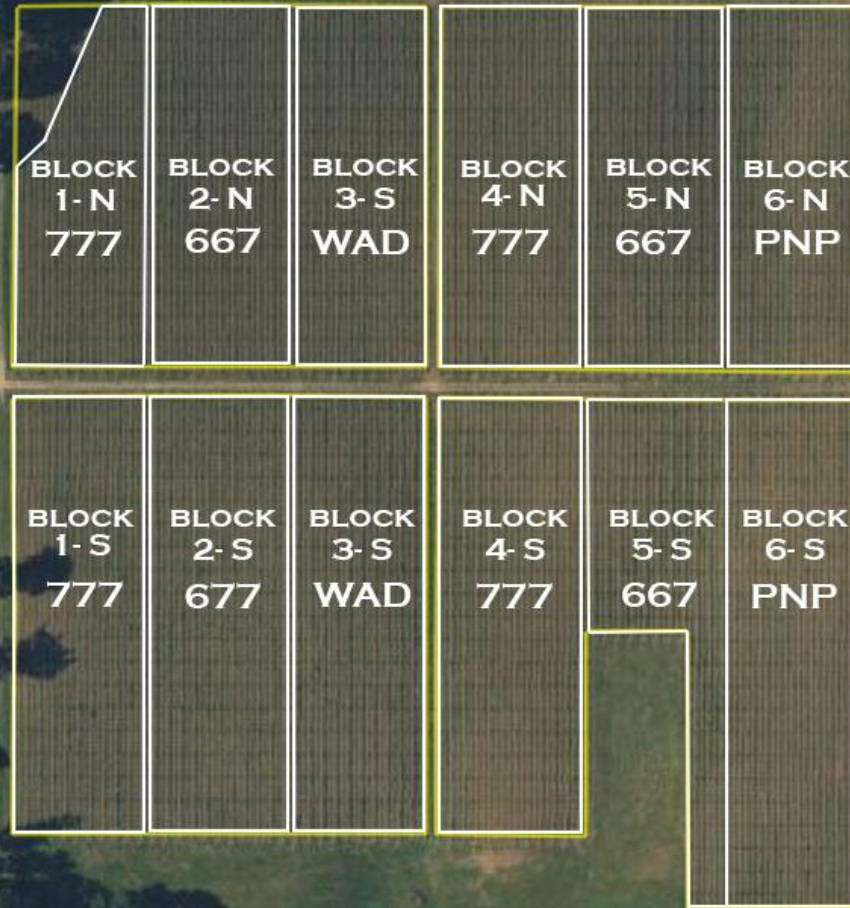 BLOCK
1- N
777
BLOCK
2- N
667
BLOCK
3- S
WAD
BLOCK
4- N
777
BLOCK
5- N
667
BLOCK
6- N
PNP
BLOCK
1- S
777
BLOCK
2- S
677
BLOCK
3- S
WAD
BLOCK
4- S
777
BLOCK
5- S
667
BLOCK
6- S
PNP